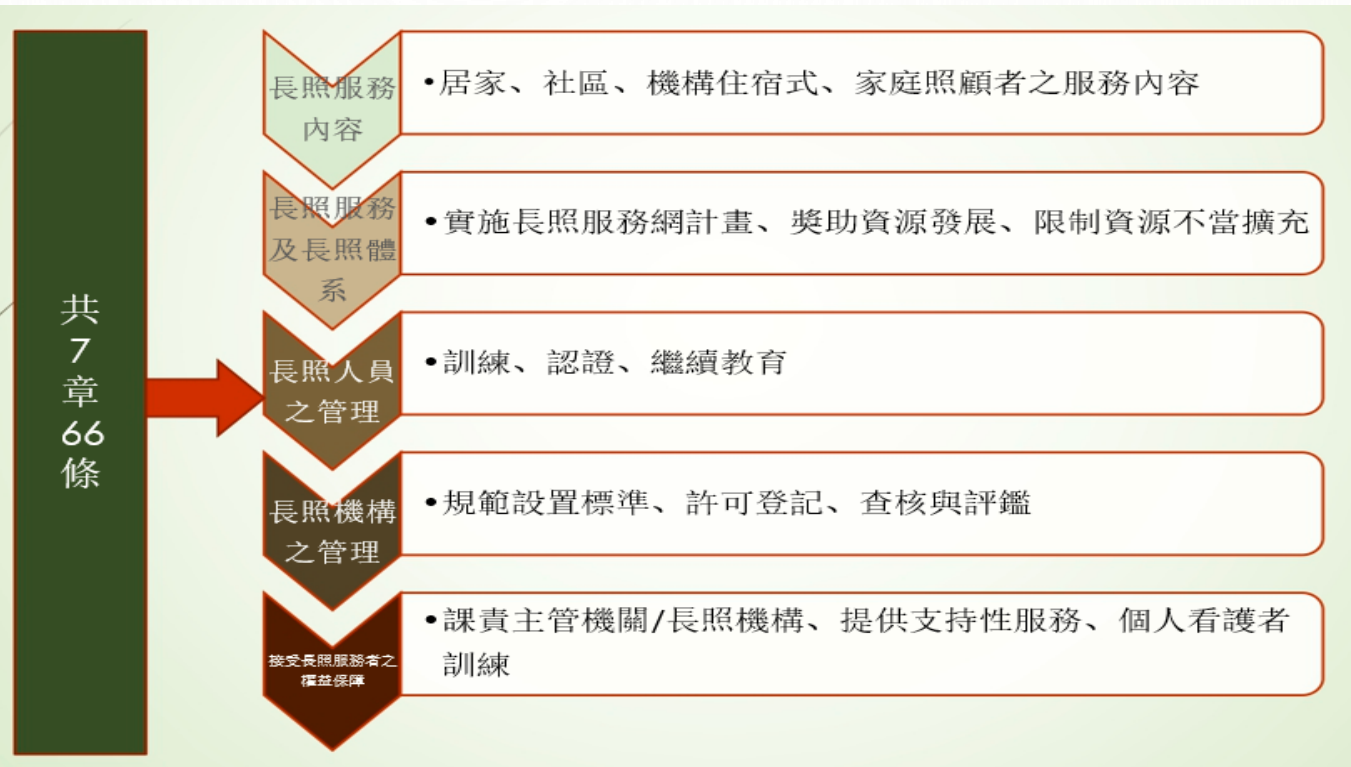 共
7
章
66
條
長照服務
內容
•居家、社區、機構住宿式、家庭照顧者之服務內容
長照服務
及長照體
系
•實施長照服務網計畫、獎助資源發展、限制資源不當擴充
長照人員
之管理
•訓練、認證、繼續教育
長照機構
之管理
•規範設置標準、許可登記、查核與評鑑
接受長照服務者之
權益保障
•課責主管機關/長照機構、提供支持性服務、個人看護者
訓練